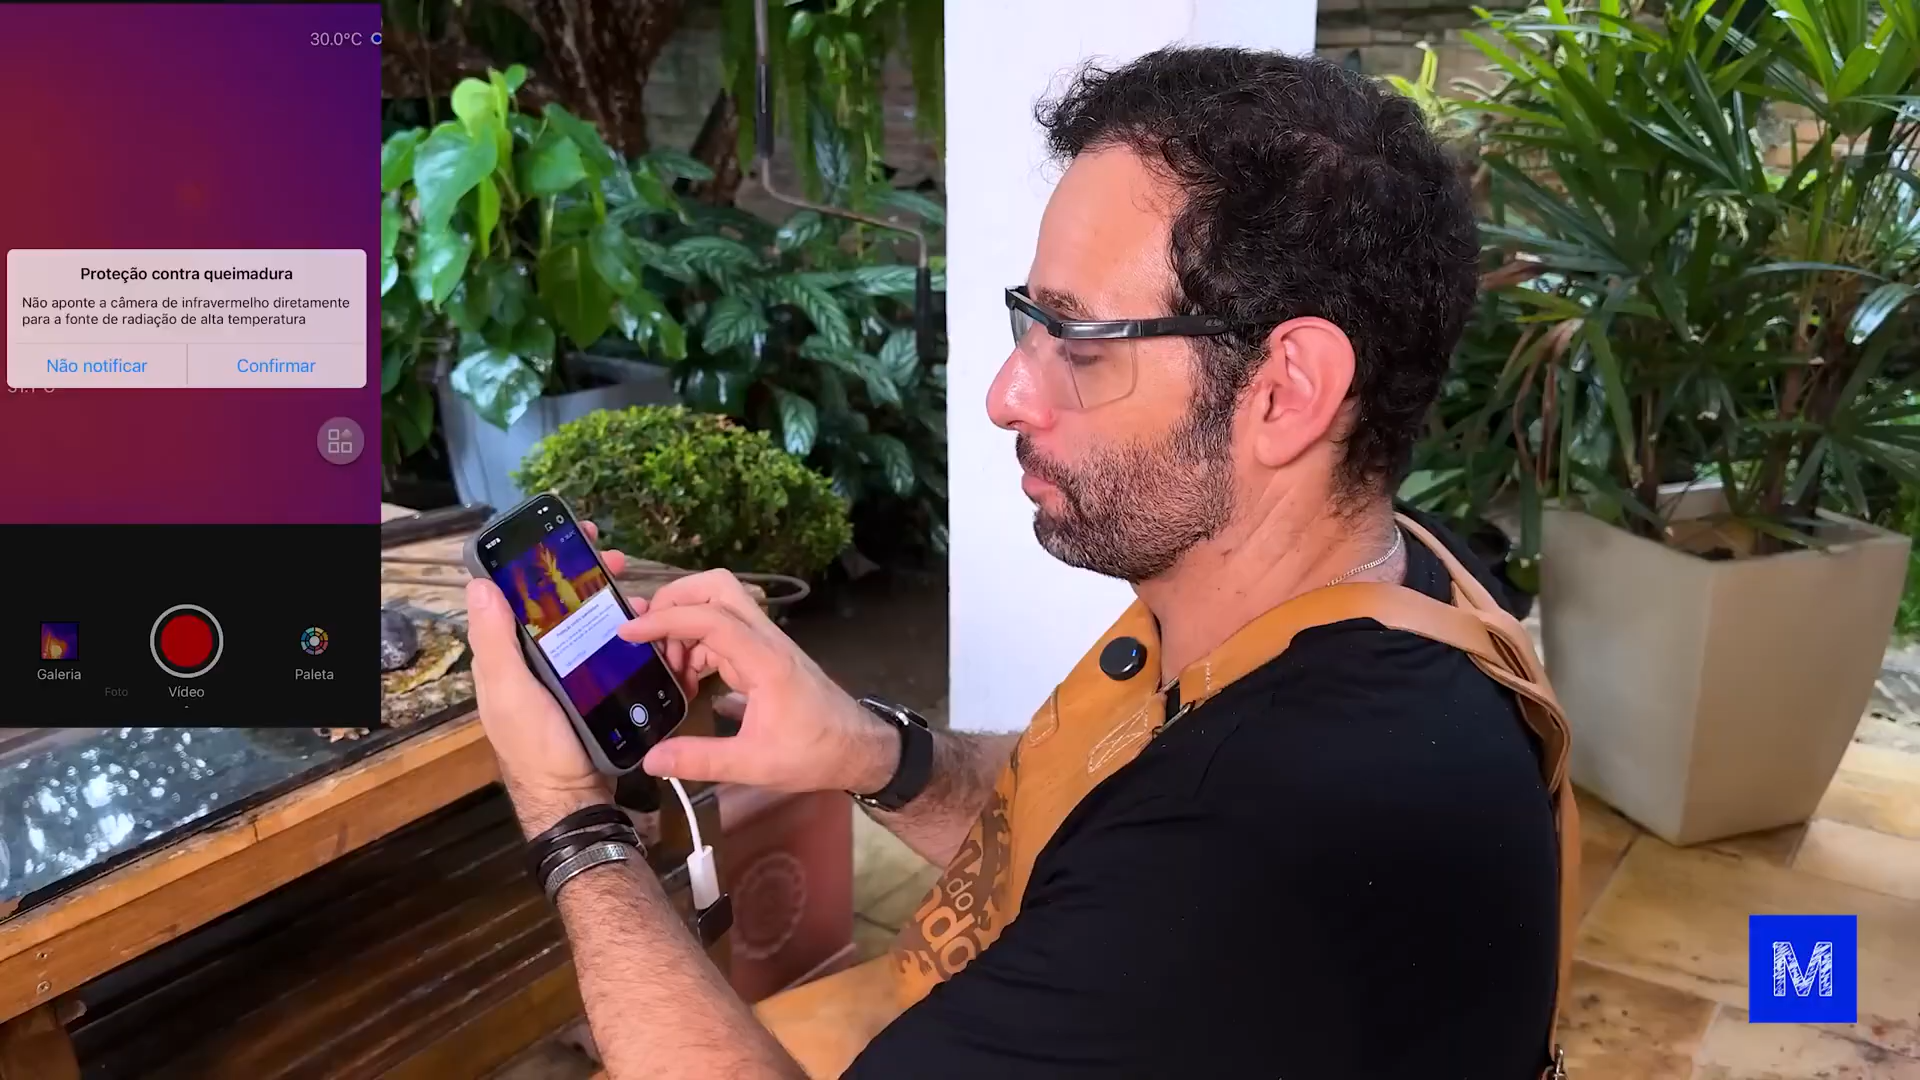 30.0°C
Proteção contra queimadura
Não aponte a câmera de infravermelho diretamente
para a fonte de radiação de alta temperatura
Não notificar
Confirmar
Galeria
Foto
Vídeo
Paleta
do
M